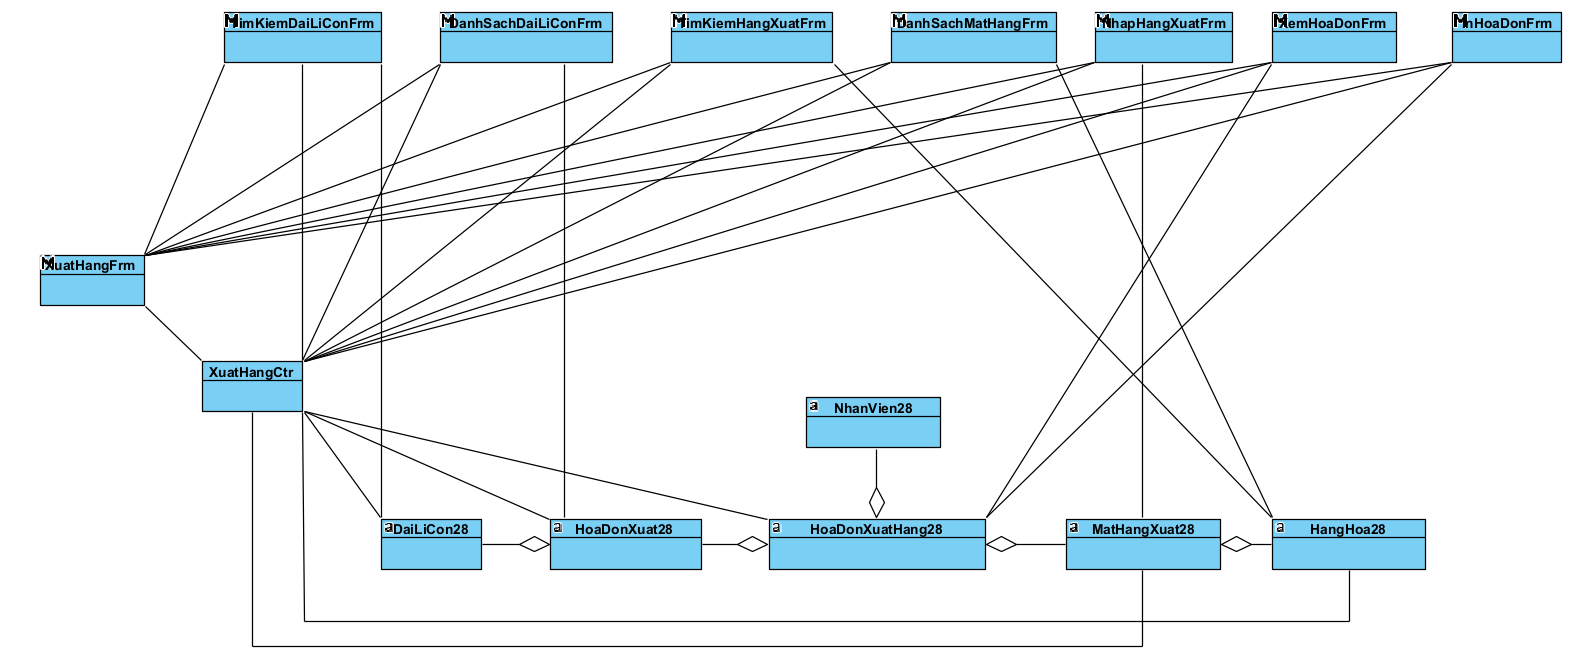 TimKiemDaiLiConFrm
DanhSachDaiLiConFrm
TimKiemHangXuatFrm
DanhSachMatHangFrm
NhapHangXuatFrm
XemHoaDonFrm
InHoaDonFrm
XuatHangFrm
XuatHangCtr
a NhanVien28
a DaiLiCon28
a HoaDonXuat28
a HoaDonXuatHang28
a MatHangXuat28
a HangHoa28